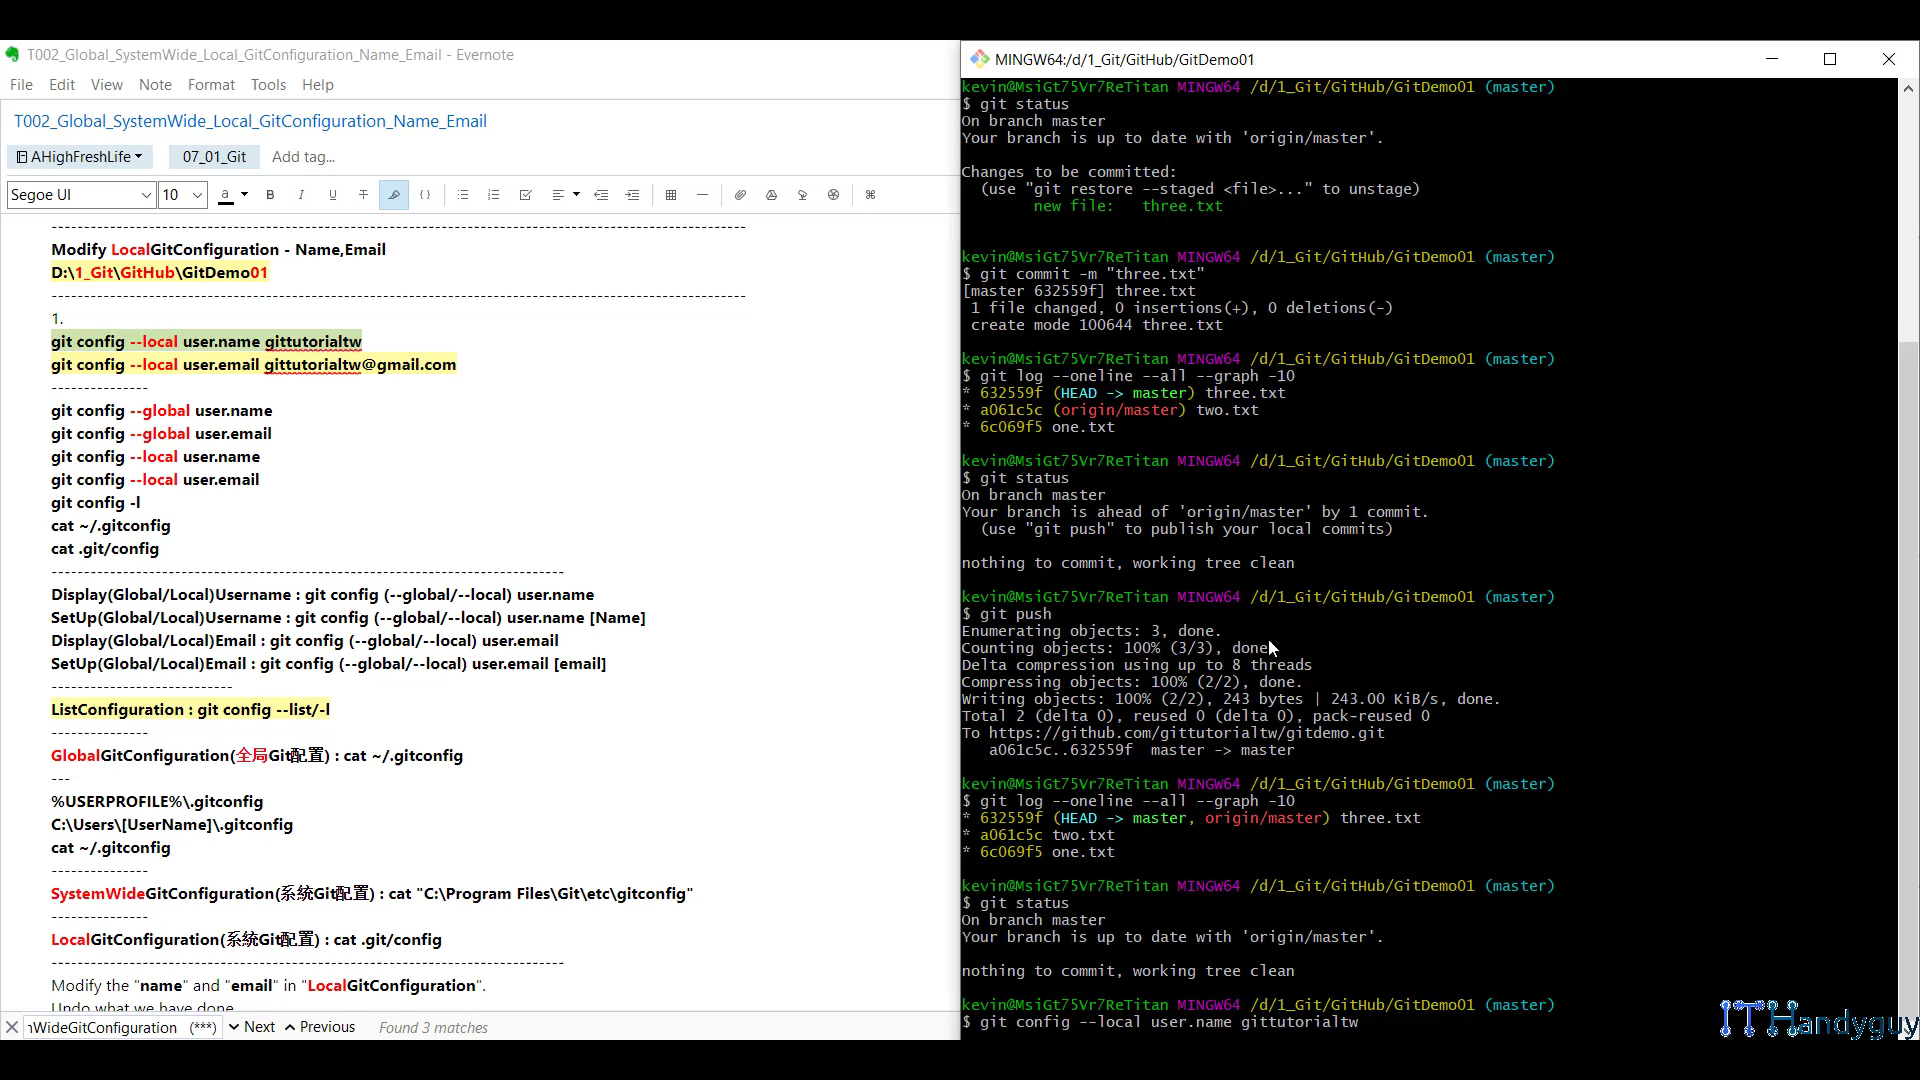 T002_Global_SystemWide_Local_GitConfiguration_Name_Email - Evernote
File Edit View Note Format Tools Help
T002_Global_SystemWide_Local_GitConfiguration_Name_Email
AHighFreshLife 07_01_Git Add tag...
Segoe UI 10 a B I U T
--------------------------------------------------------------------------------------------------------------
Modify LocalGitConfiguration - Name,Email
D:\1_Git\GitHub\GitDemo01
--------------------------------------------------------------------------------------------------------------
1.
git config --local user.name gittutorialtw
git config --local user.email gittutorialtw@gmail.com
---------------
git config --global user.name
git config --global user.email
git config --local user.name
git config --local user.email
git config -l
cat ~/.gitconfig
cat .git/config
---------------------------------------------------------------------------------
Display(Global/Local)Username : git config (--global/--local) user.name
SetUp(Global/Local)Username : git config (--global/--local) user.name [Name]
Display(Global/Local)Email : git config (--global/--local) user.email
SetUp(Global/Local)Email : git config (--global/--local) user.email [email]
----------------------------
ListConfiguration : git config --list/-l
---------------
GlobalGitConfiguration(全局Git配置) : cat ~/.gitconfig
---
%USERPROFILE%\.gitconfig
C:\Users\[UserName]\.gitconfig
cat ~/.gitconfig
---------------
SystemWideGitConfiguration(系統Git配置) : cat "C:\Program Files\Git\etc\gitconfig"
---------------
LocalGitConfiguration(系統Git配置) : cat .git/config
---------------------------------------------------------------------------------
Modify the "name" and "email" in "LocalGitConfiguration".
Undo what we have done
WideGitConfiguration (***) Next Previous Found 3 matches
MINGW64:/d/1_Git/GitHub/GitDemo01
kevin@MsiGt75Vr7ReTitan MINGW64 /d/1_Git/GitHub/GitDemo01 (master)
$ git status
On branch master
Your branch is up to date with 'origin/master'.
Changes to be committed:
(use "git restore --staged <file>..." to unstage)
new file: three.txt
kevin@MsiGt75Vr7ReTitan MINGW64 /d/1_Git/GitHub/GitDemo01 (master)
$ git commit -m "three.txt"
[master 632559f] three.txt
1 file changed, 0 insertions(+), 0 deletions(-)
create mode 100644 three.txt
kevin@MsiGt75Vr7ReTitan MINGW64 /d/1_Git/GitHub/GitDemo01 (master)
$ git log --oneline --all --graph -10
* 632559f (HEAD -> master) three.txt
* a061c5c (origin/master) two.txt
* 6c069f5 one.txt
kevin@MsiGt75Vr7ReTitan MINGW64 /d/1_Git/GitHub/GitDemo01 (master)
$ git status
On branch master
Your branch is ahead of 'origin/master' by 1 commit.
(use "git push" to publish your local commits)
nothing to commit, working tree clean
kevin@MsiGt75Vr7ReTitan MINGW64 /d/1_Git/GitHub/GitDemo01 (master)
$ git push
Enumerating objects: 3, done.
Counting objects: 100% (3/3), done
Delta compression using up to 8 threads
Compressing objects: 100% (2/2), done.
Writing objects: 100% (2/2), 243 bytes | 243.00 KiB/s, done.
Total 2 (delta 0), reused 0 (delta 0), pack-reused 0
To https://github.com/gittutorialtw/gitdemo.git
a061c5c..632559f master -> master
kevin@MsiGt75Vr7ReTitan MINGW64 /d/1_Git/GitHub/GitDemo01 (master)
$ git log --oneline --all --graph -10
* 632559f (HEAD -> master, origin/master) three.txt
* a061c5c two.txt
* 6c069f5 one.txt
kevin@MsiGt75Vr7ReTitan MINGW64 /d/1_Git/GitHub/GitDemo01 (master)
$ git status
On branch master
Your branch is up to date with 'origin/master'.
nothing to commit, working tree clean
kevin@MsiGt75Vr7ReTitan MINGW64 /d/1_Git/GitHub/GitDemo01 (master)
$ git config --local user.name gittutorialtw
ITHandyguy